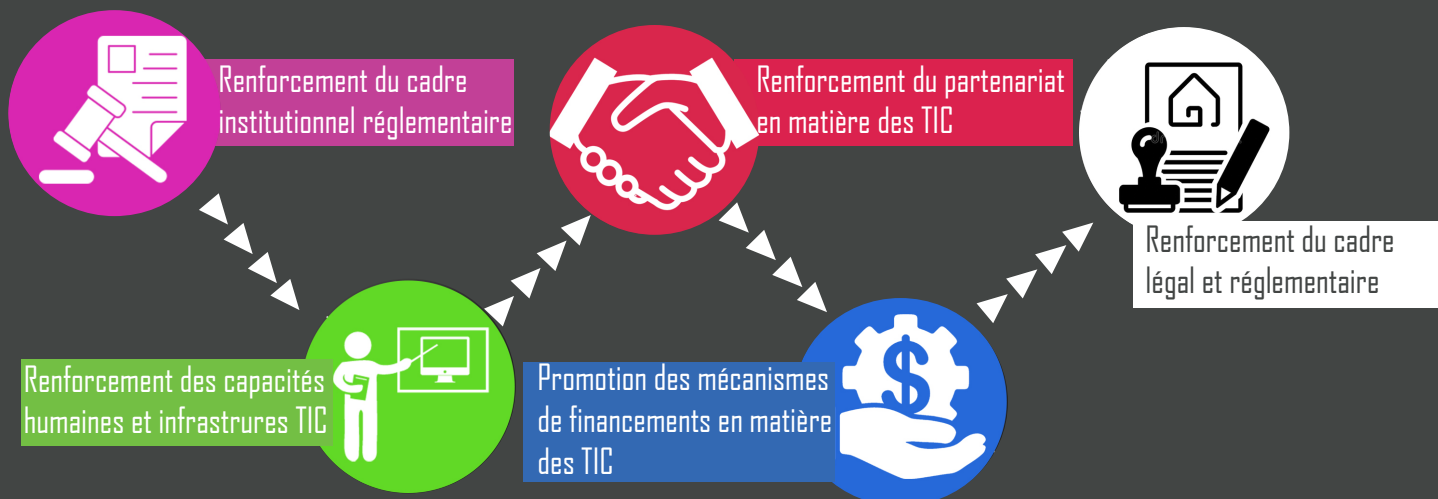 Renforcement du cadre
institutionnel réglementaire
Renforcement des capacités
humaines et infrastrures TIC
Renforcement du partenariat
en matière des TIC
Promotion des mécanismes
de financements en matière
des TIC
Renforcement du cadre
légal et réglementaire